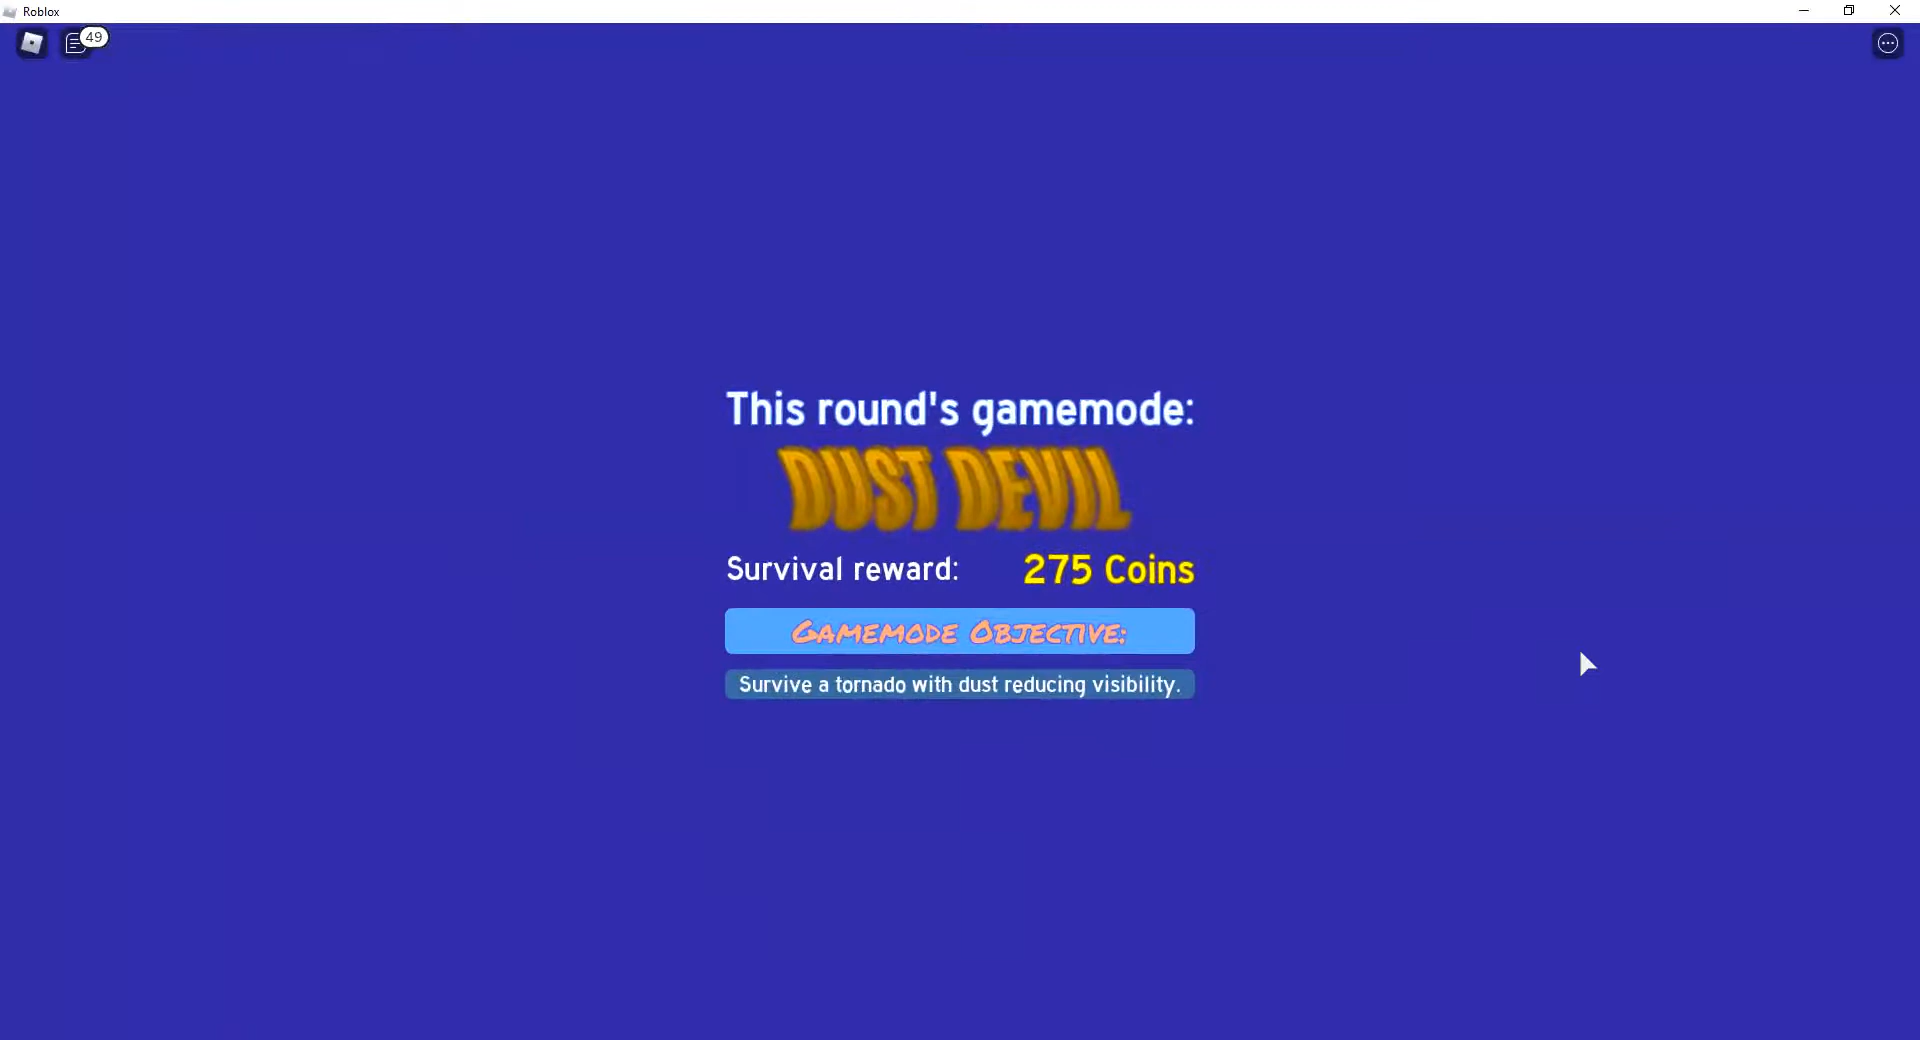 Roblox
49
This round's gamemode:
DUST DEVIL
Survival reward: 275 Coins
Gamemode Objective:
Survive a tornado with dust reducing visibility.